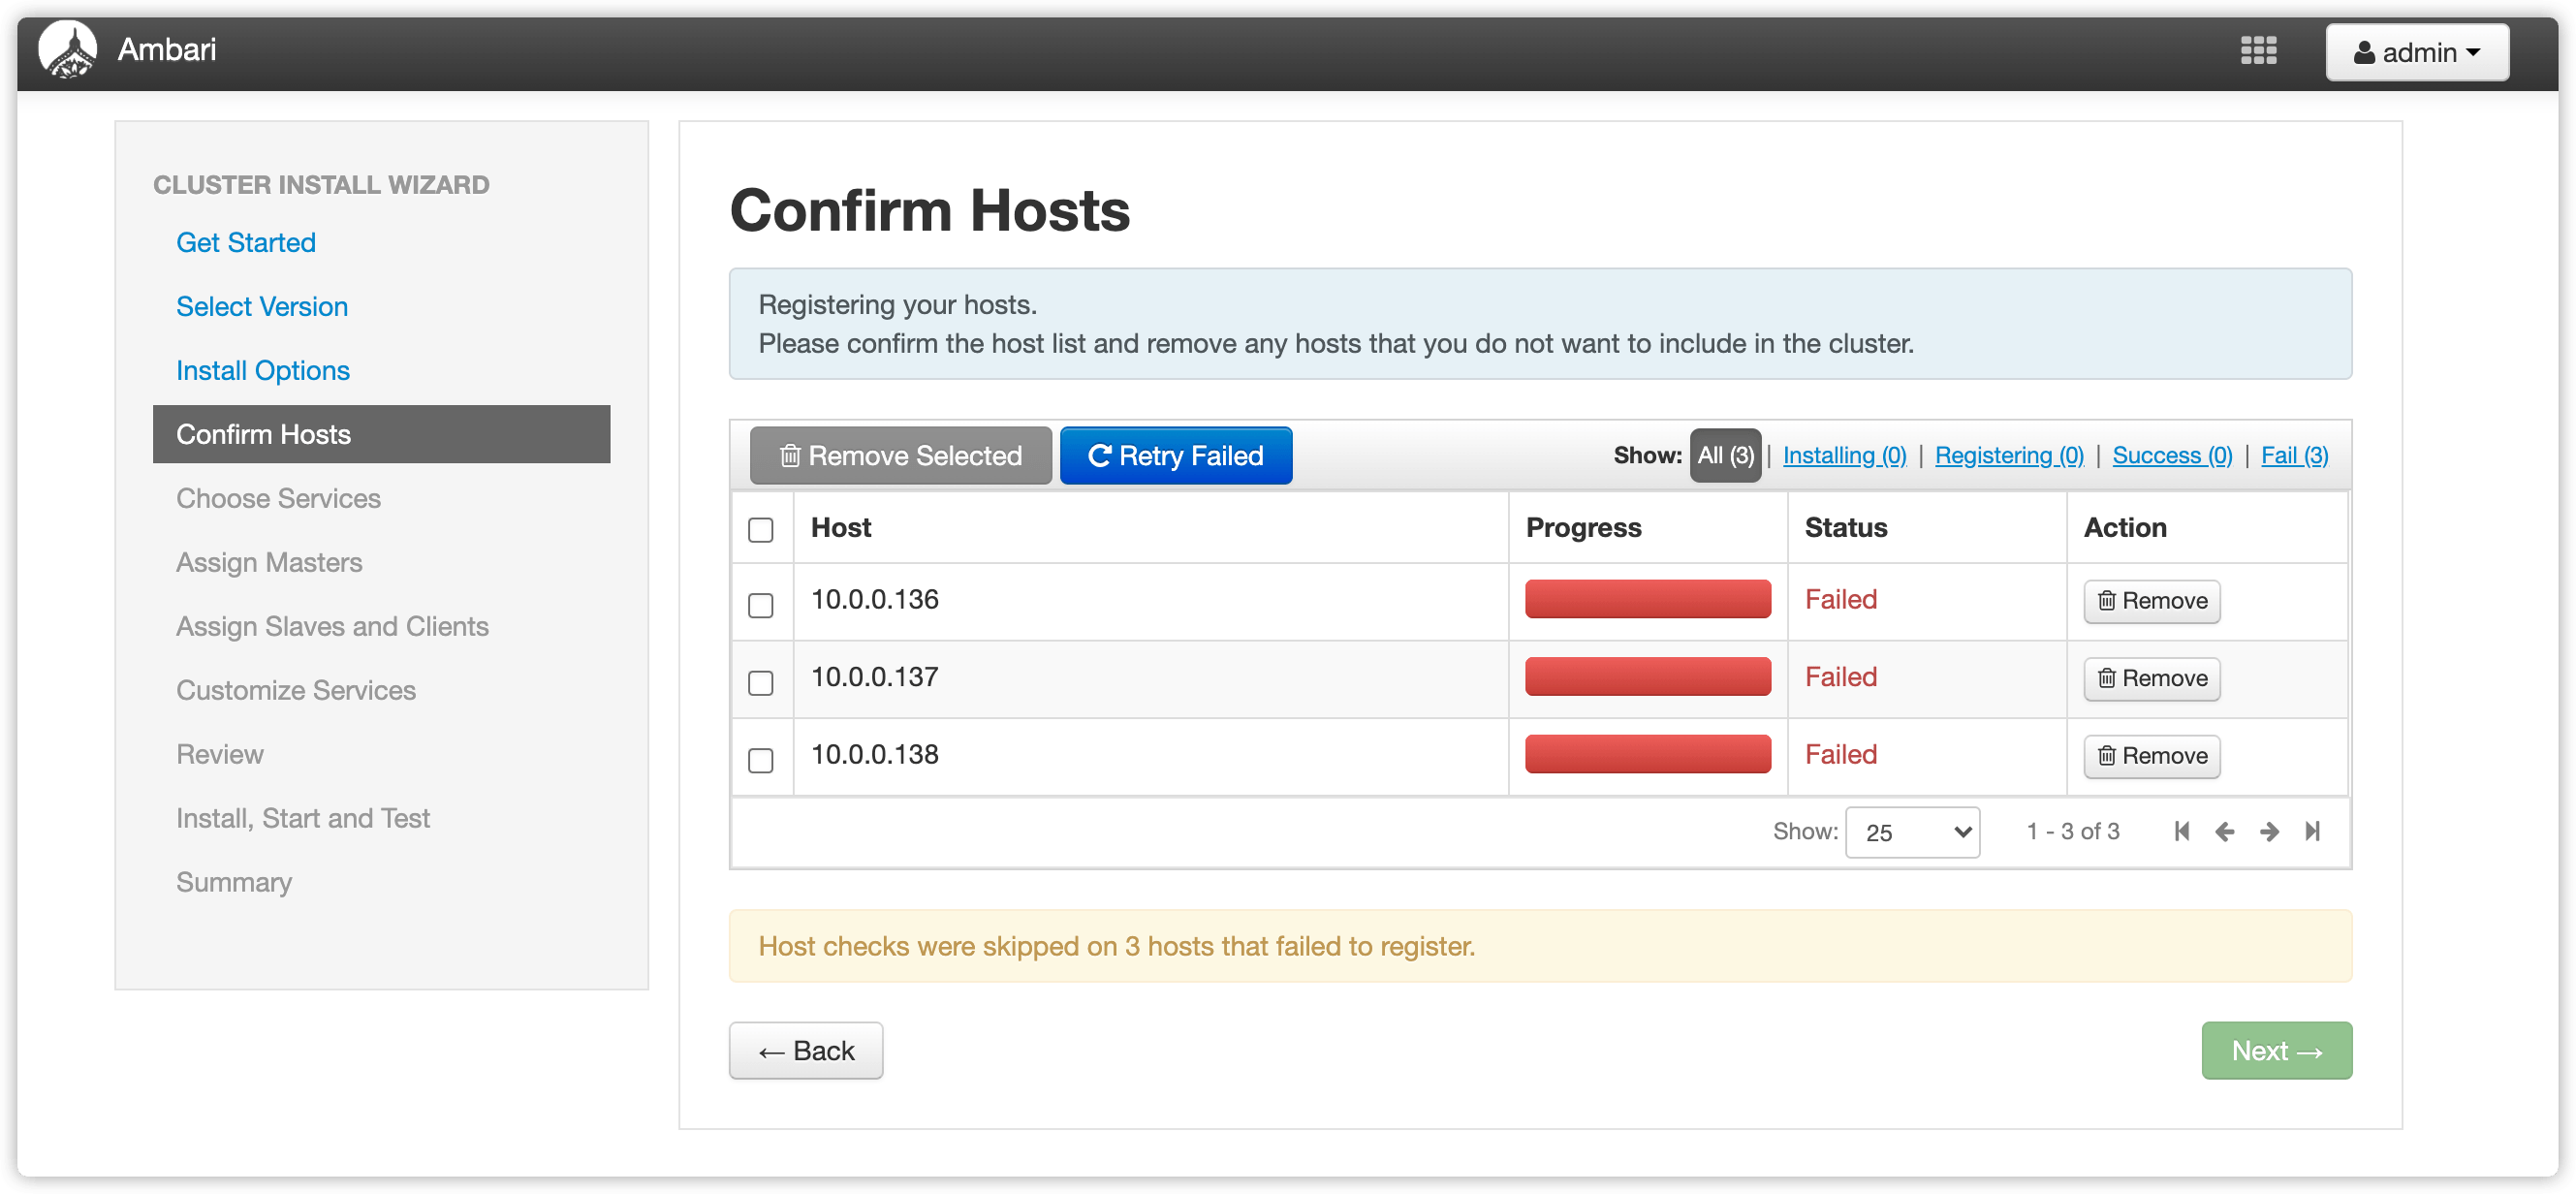 Ambari
admin
CLUSTER INSTALL WIZARD
Get Started
Select Version
Install Options
Confirm Hosts
Choose Services
Assign Masters
Assign Slaves and Clients
Customize Services
Review
Install, Start and Test
Summary
Confirm Hosts
Registering your hosts.
Please confirm the host list and remove any hosts that you do not want to include in the cluster.
Remove Selected Retry Failed Show: All (3) | Installing (0) | Registering (0) | Success (0) | Fail (3)
Host Progress Status Action
10.0.0.136 Failed Remove
10.0.0.137 Failed Remove
10.0.0.138 Failed Remove
Show: 25 1 - 3 of 3
Host checks were skipped on 3 hosts that failed to register.
← Back Next →